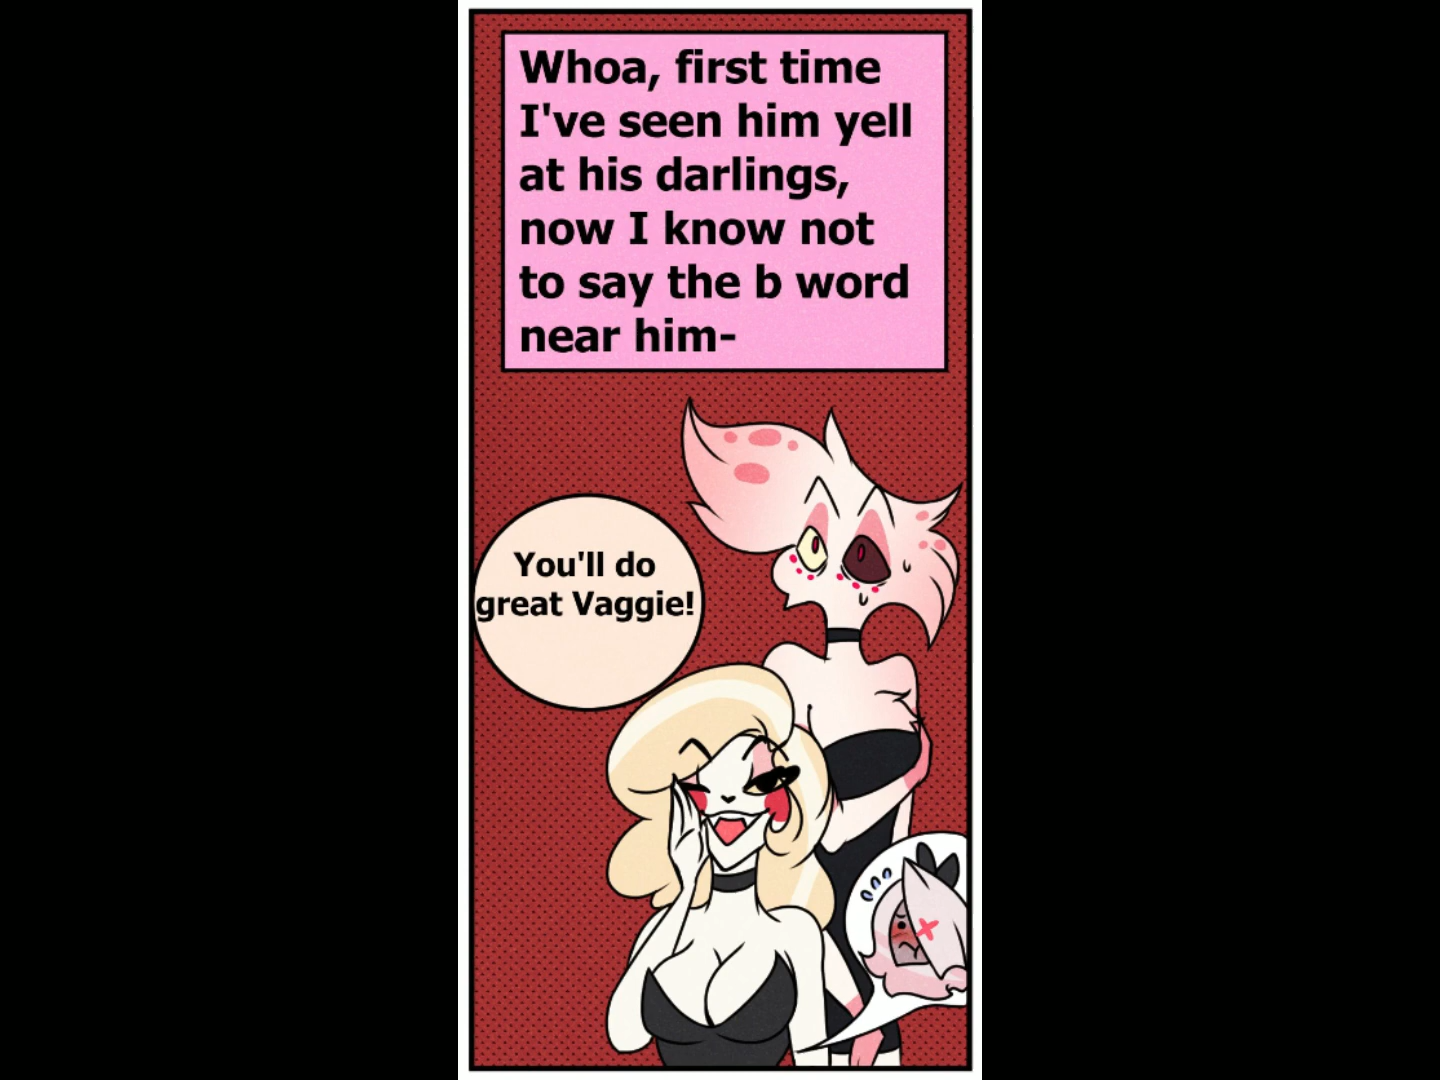 Whoa, first time
I've seen him yell
at his darlings,
now I know not
to say the b word
near him-
You'll do
great Vaggie!